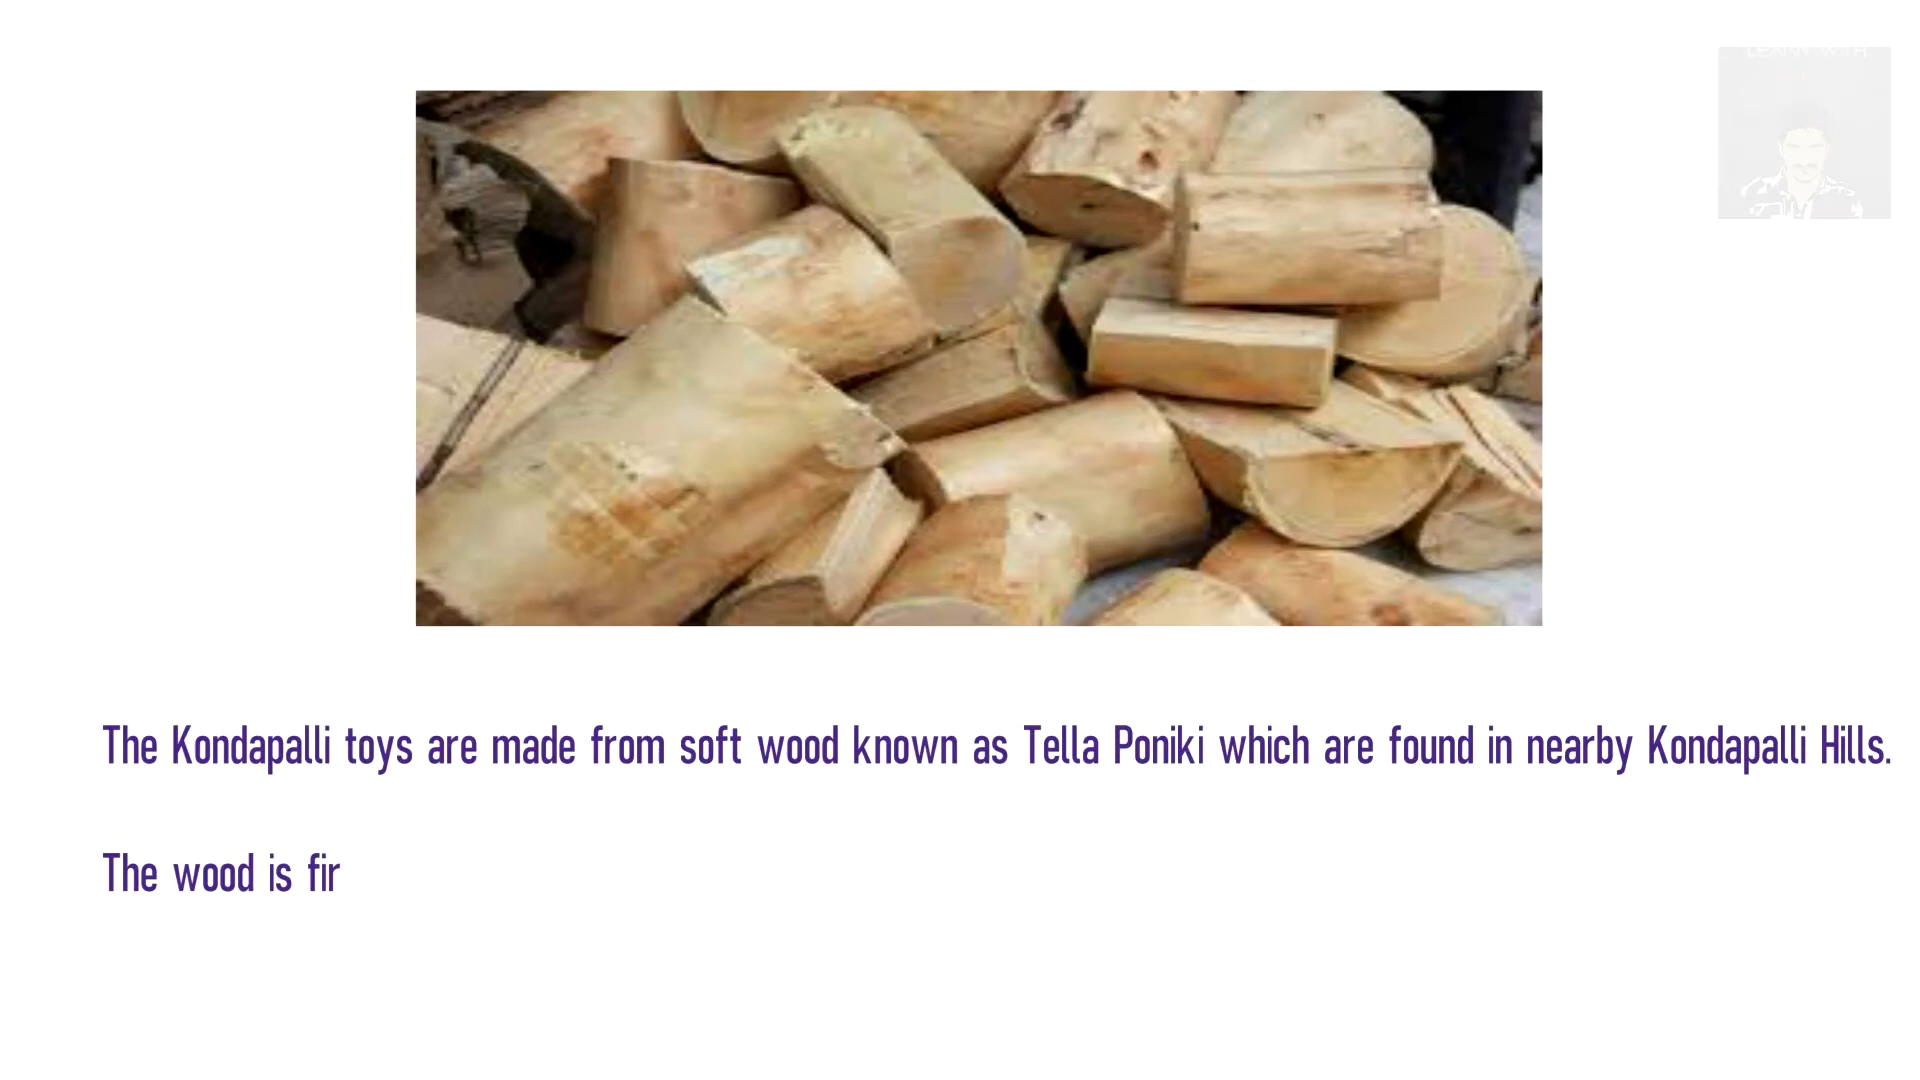 The Kondapalli toys are made from soft wood known as Tella Poniki which are found in nearby Kondapalli Hills.
The wood is fir